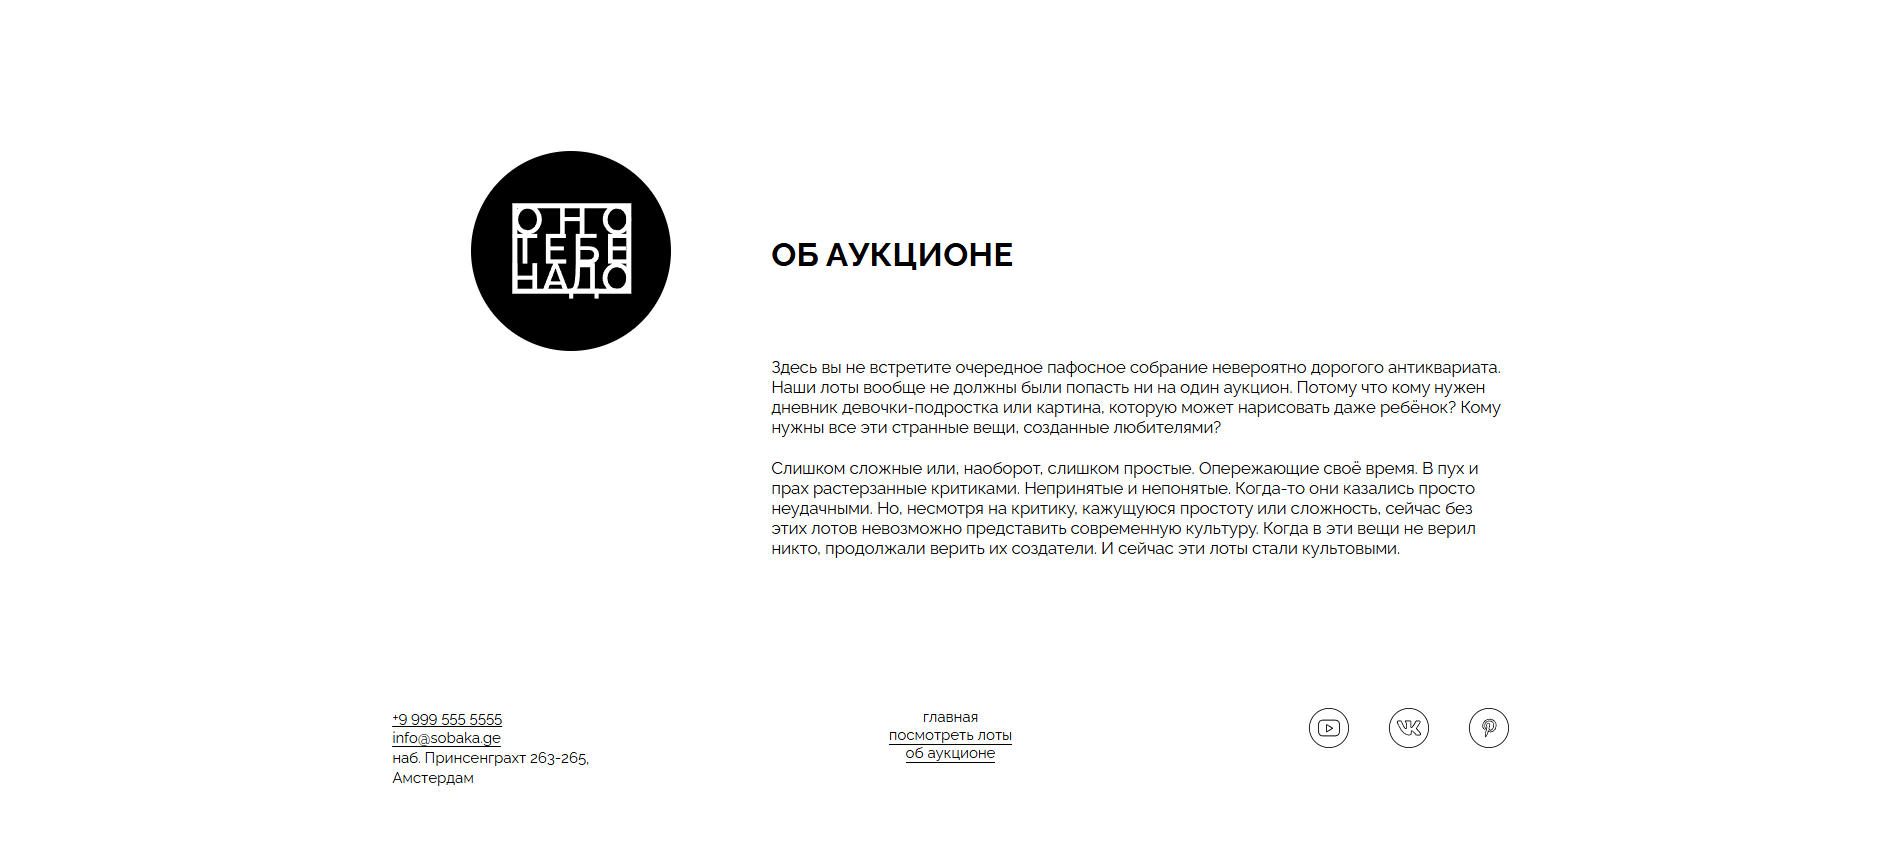 ОНО
ТЕБЕ
НАДО
ОБ АУКЦИОНЕ
Здесь вы не встретите очередное пафосное собрание невероятно дорогого антиквариата.
Наши лоты вообще не должны были попасть ни на один аукцион. Потому что кому нужен
дневник девочки-подростка или картина, которую может нарисовать даже ребёнок? Кому
нужны все эти странные вещи, созданные любителями?
Слишком сложные или, наоборот, слишком простые. Опережающие своё время. В пух и
прах растерзанные критиками. Непринятые и непонятые. Когда-то они казались просто
неудачными. Но, несмотря на критику, кажущуюся простоту или сложность, сейчас без
этих лотов невозможно представить современную культуру. Когда в эти вещи не верил
никто, продолжали верить их создатели. И сейчас эти лоты стали культовыми.
+9 999 555 5555
info@sobaka.ge
наб. Принсенграхт 263-265,
Амстердам
главная
посмотреть лоты
об аукционе